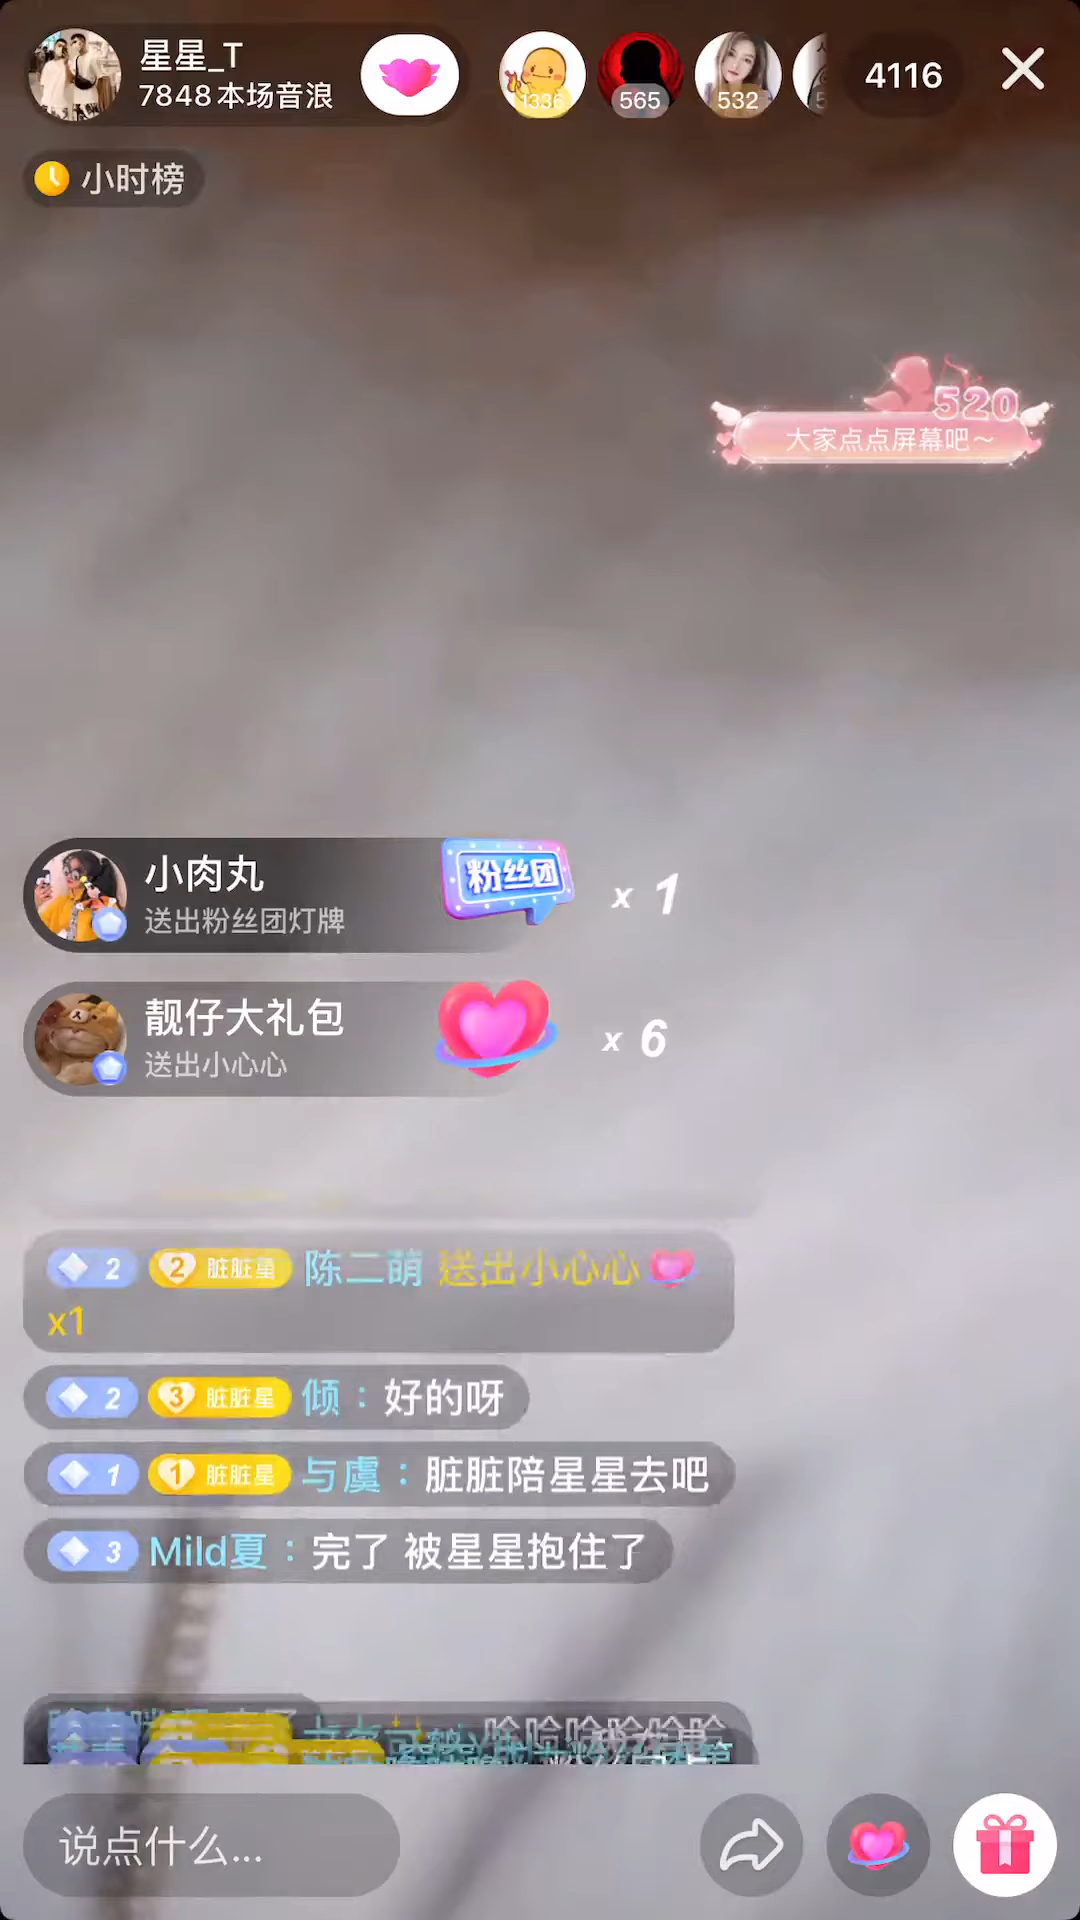 星星_T
7848本场音浪
1336
565
532
4116
小时榜
520
大家点点屏幕吧~
小肉丸
送出粉丝团灯牌
粉丝团
x 1
靓仔大礼包
送出小心心
x 6
2 2 脏脏星 陈二萌 送出小心心
x1
2 3 脏脏星 倾：好的呀
1 1 脏脏星 与虞：脏脏陪星星去吧
3 Mild夏：完了 被星星抱住了
说点什么...